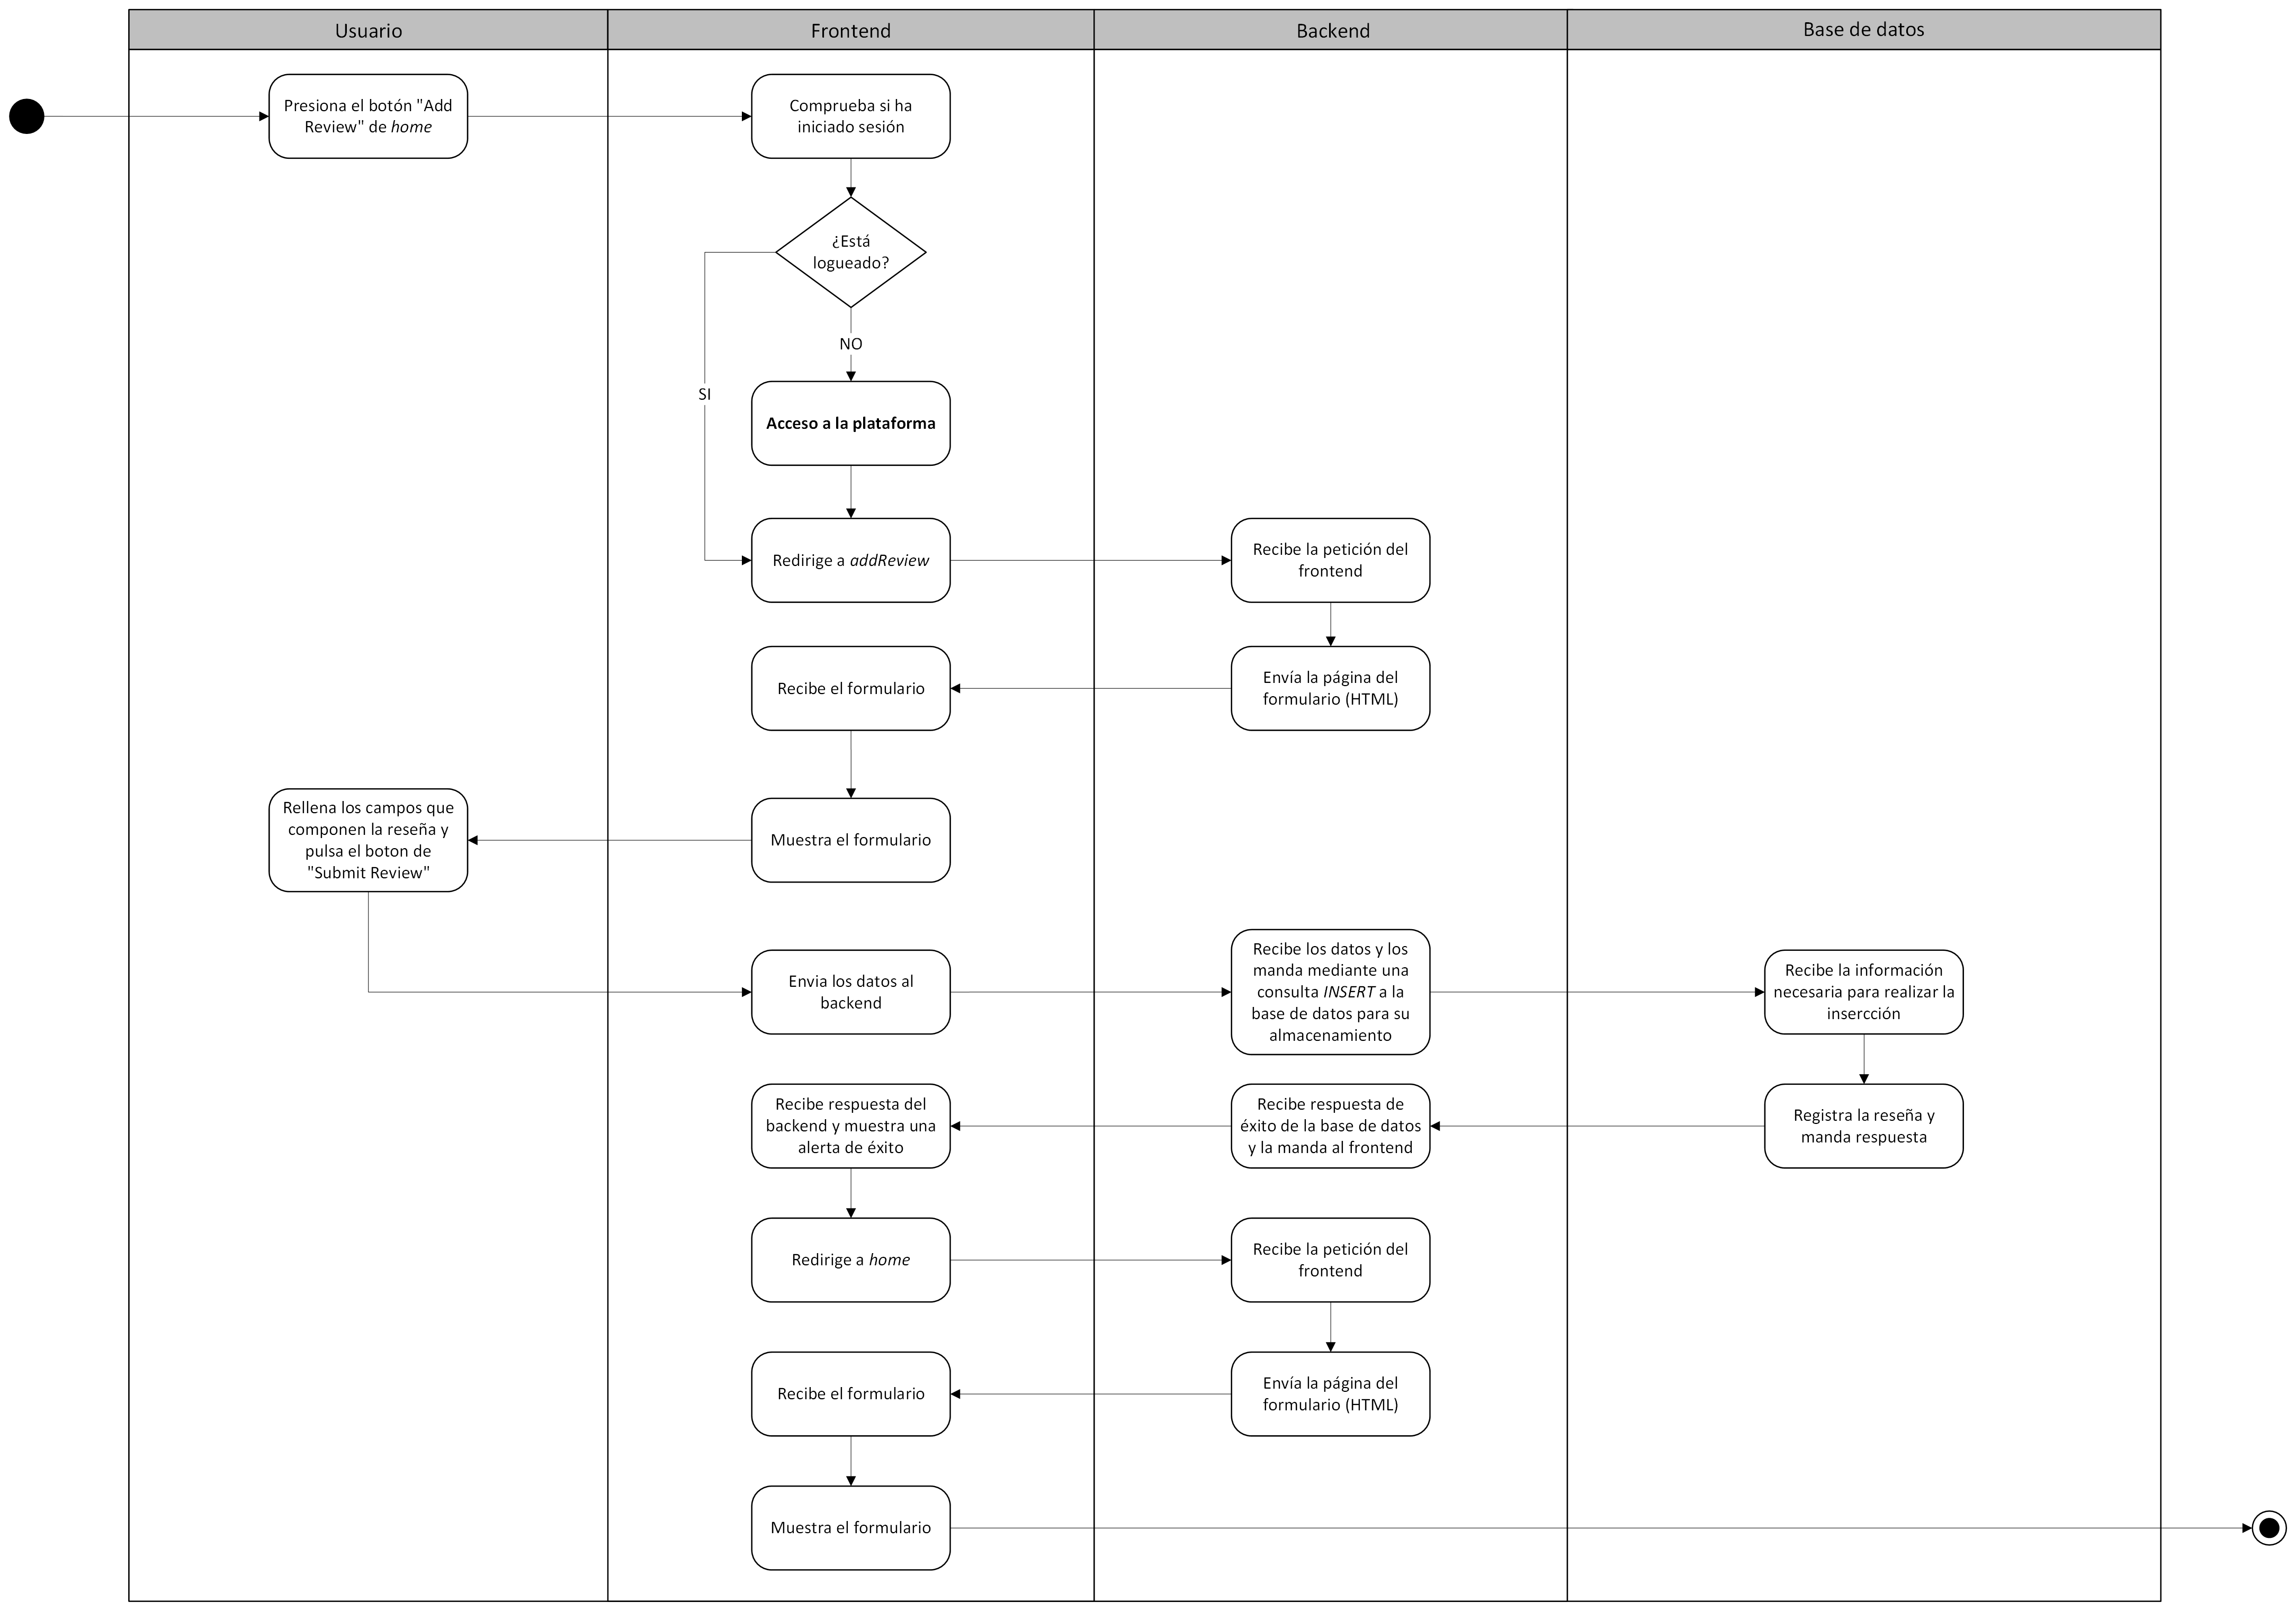 Usuario
Frontend
Backend
Base de datos
Presiona el botón "Add
Review" de home
Comprueba si ha
iniciado sesión
¿Está
logueado?
NO
SI
Acceso a la plataforma
Redirige a addReview
Recibe la petición del
frontend
Recibe el formulario
Envía la página del
formulario (HTML)
Rellena los campos que
componen la reseña y
pulsa el boton de
"Submit Review"
Muestra el formulario
Envia los datos al
backend
Recibe los datos y los
manda mediante una
consulta INSERT a la
base de datos para su
almacenamiento
Recibe la información
necesaria para realizar la
insercción
Recibe respuesta del
backend y muestra una
alerta de éxito
Recibe respuesta de
éxito de la base de datos
y la manda al frontend
Registra la reseña y
manda respuesta
Redirige a home
Recibe la petición del
frontend
Recibe el formulario
Envía la página del
formulario (HTML)
Muestra el formulario